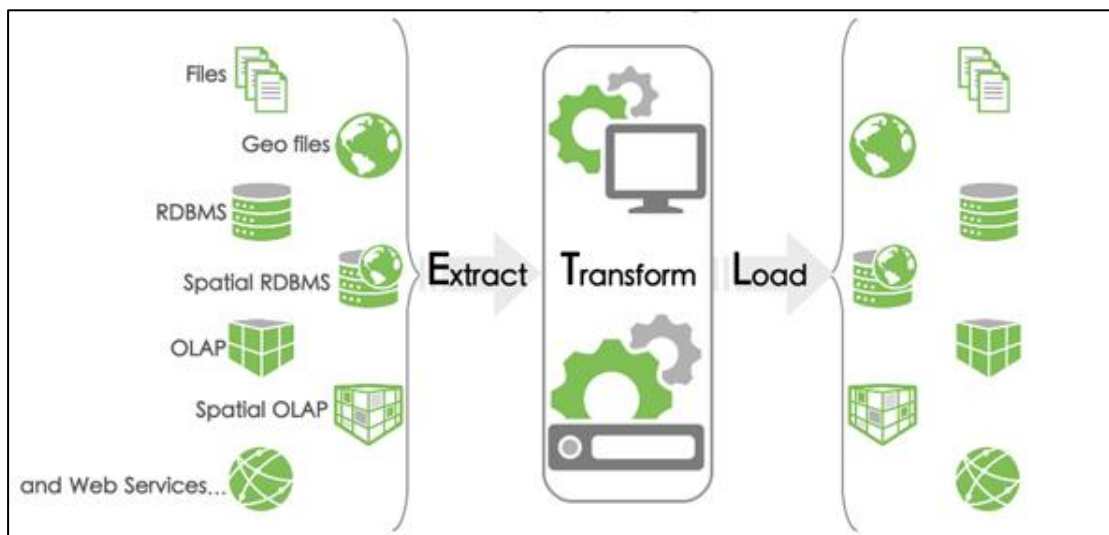 Files
Geo files
RDBMS
Spatial RDBMS
Extract
Transform
Load
OLAP
Spatial OLAP
and Web Services...